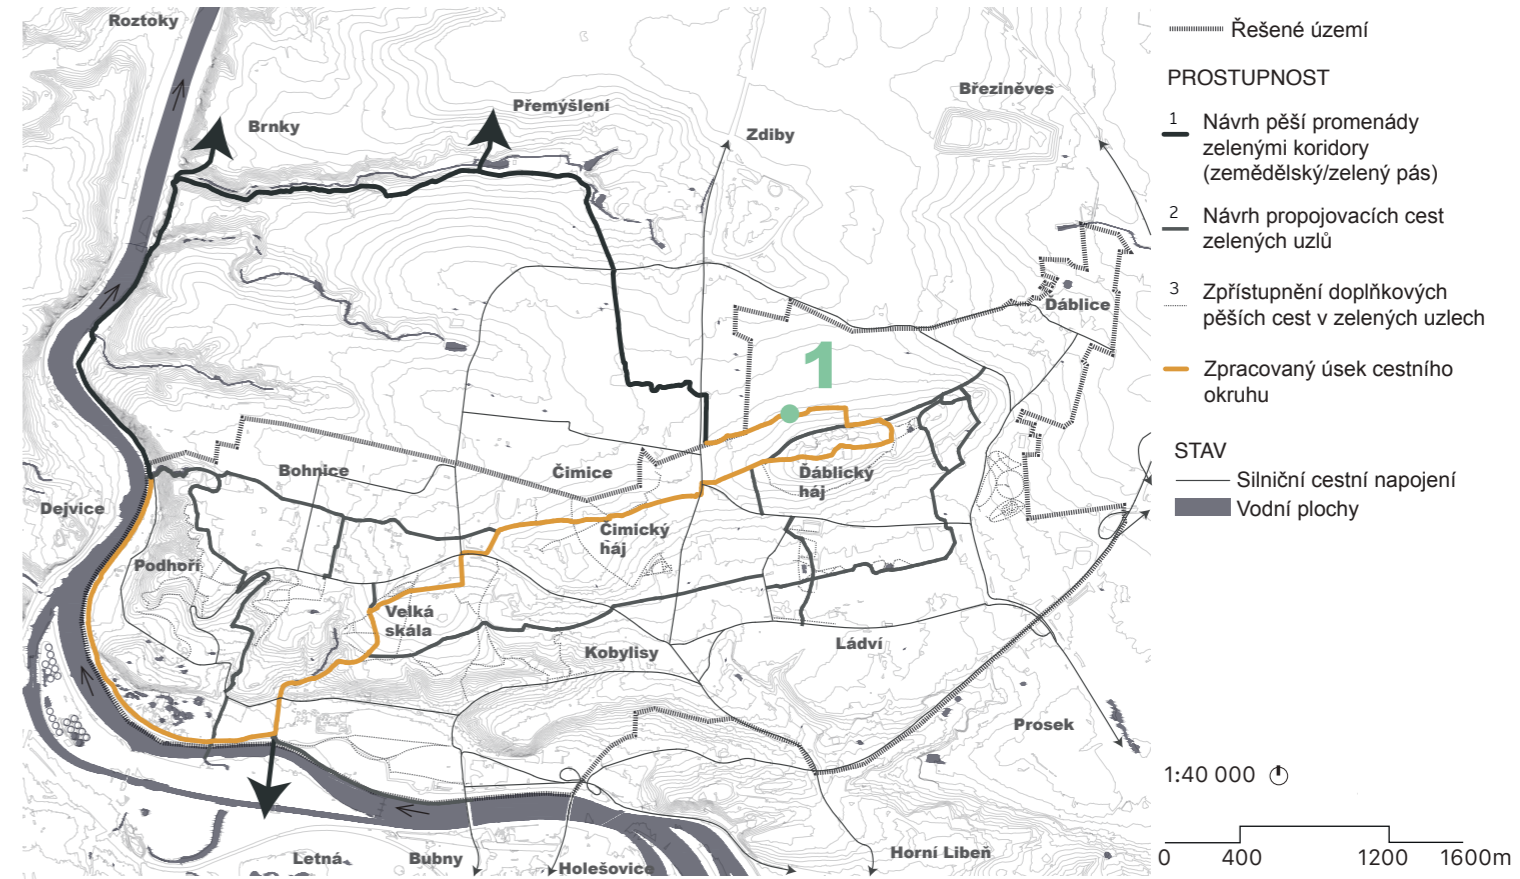 Roztoky
Brnky
Přemýšlení
Zdiby
Březiněves
Ďáblice
1
Bohnice
Čimice
Ďáblický
háj
Dejvice
Čimický
háj
Podhoří
Velká
skála
Kobylisy
Ládví
Prosek
Letná
Bubny
Holešovice
Horní Libeň
Řešené území
PROSTUPNOST
1 Návrh pěší promenády
zelenými koridory
(zemědělský/zelený pás)
2 Návrh propojovacích cest
zelených uzlů
3 Zpřístupnění doplňkových
pěších cest v zelených uzlech
Zpracovaný úsek cestního
okruhu
STAV
Silniční cestní napojení
Vodní plochy
1:40 000
0 400 1200 1600m